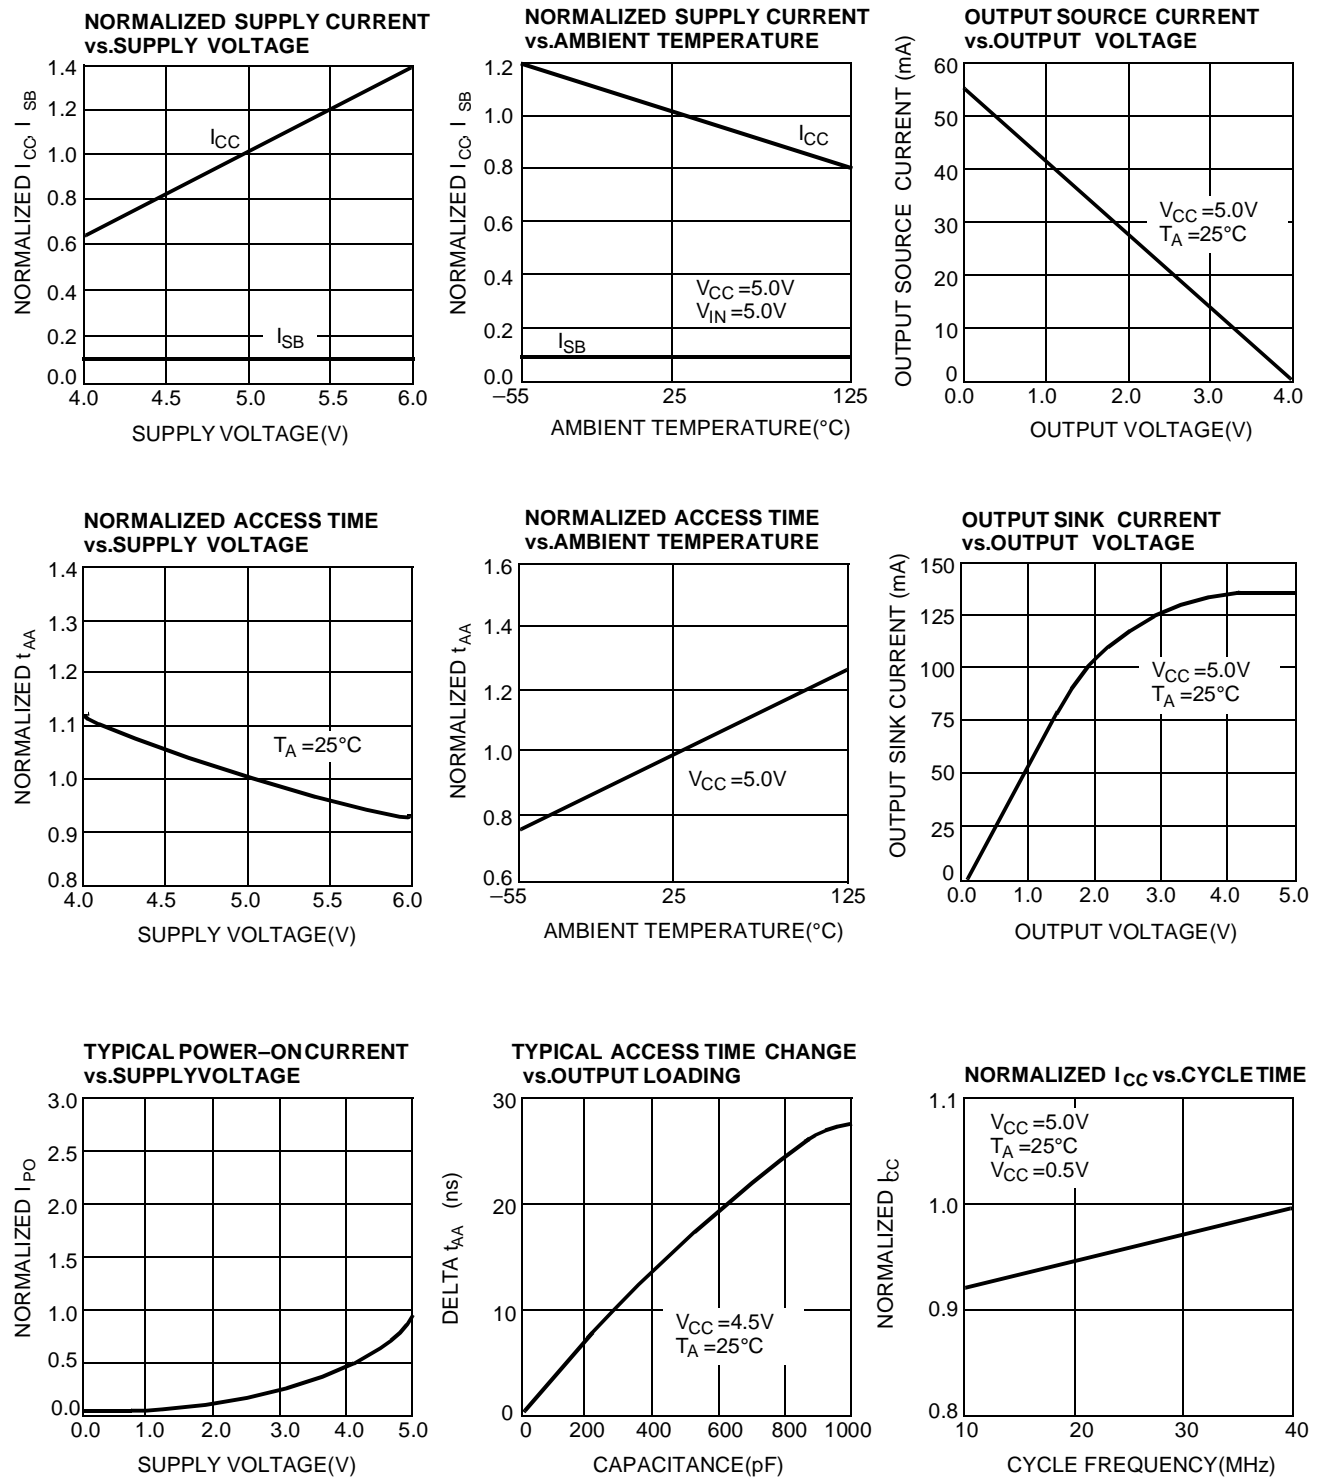 NORMALIZED SUPPLY CURRENT
vs.SUPPLY VOLTAGE
NORMALIZED ICC, ISB
1.4
1.2
1.0
0.8
0.6
0.4
0.2
0.0
ICC
ISB
4.0 4.5 5.0 5.5 6.0
SUPPLY VOLTAGE(V)
NORMALIZED SUPPLY CURRENT
vs.AMBIENT TEMPERATURE
NORMALIZED ICC, ISB
1.2
1.0
0.8
0.6
0.4
0.2
0.0
ICC
VCC =5.0V
VIN =5.0V
ISB
–55 25 125
AMBIENT TEMPERATURE(°C)
OUTPUT SOURCE CURRENT
vs.OUTPUT VOLTAGE
OUTPUT SOURCE CURRENT (mA)
60
50
40
30
20
10
0
VCC =5.0V
TA =25°C
0.0 1.0 2.0 3.0 4.0
OUTPUT VOLTAGE(V)
NORMALIZED ACCESS TIME
vs.SUPPLY VOLTAGE
NORMALIZED tAA
1.4
1.3
1.2
1.1
1.0
0.9
0.8
TA =25°C
4.0 4.5 5.0 5.5 6.0
SUPPLY VOLTAGE(V)
NORMALIZED ACCESS TIME
vs.AMBIENT TEMPERATURE
NORMALIZED tAA
1.6
1.4
1.2
1.0
0.8
0.6
VCC =5.0V
–55 25 125
AMBIENT TEMPERATURE(°C)
OUTPUT SINK CURRENT
vs.OUTPUT VOLTAGE
OUTPUT SINK CURRENT (mA)
150
125
100
75
50
25
0
VCC =5.0V
TA =25°C
0.0 1.0 2.0 3.0 4.0 5.0
OUTPUT VOLTAGE(V)
TYPICAL POWER–ON CURRENT
vs.SUPPLY VOLTAGE
NORMALIZED IPO
3.0
2.5
2.0
1.5
1.0
0.5
0.0
0.0 1.0 2.0 3.0 4.0 5.0
SUPPLY VOLTAGE(V)
TYPICAL ACCESS TIME CHANGE
vs.OUTPUT LOADING
DELTA tAA (ns)
30
20
10
0
VCC =4.5V
TA =25°C
0 200 400 600 800 1000
CAPACITANCE(pF)
NORMALIZED ICC vs.CYCLE TIME
NORMALIZED ICC
1.1
1.0
0.9
0.8
VCC =5.0V
TA =25°C
VCC =0.5V
10 20 30 40
CYCLE FREQUENCY(MHz)